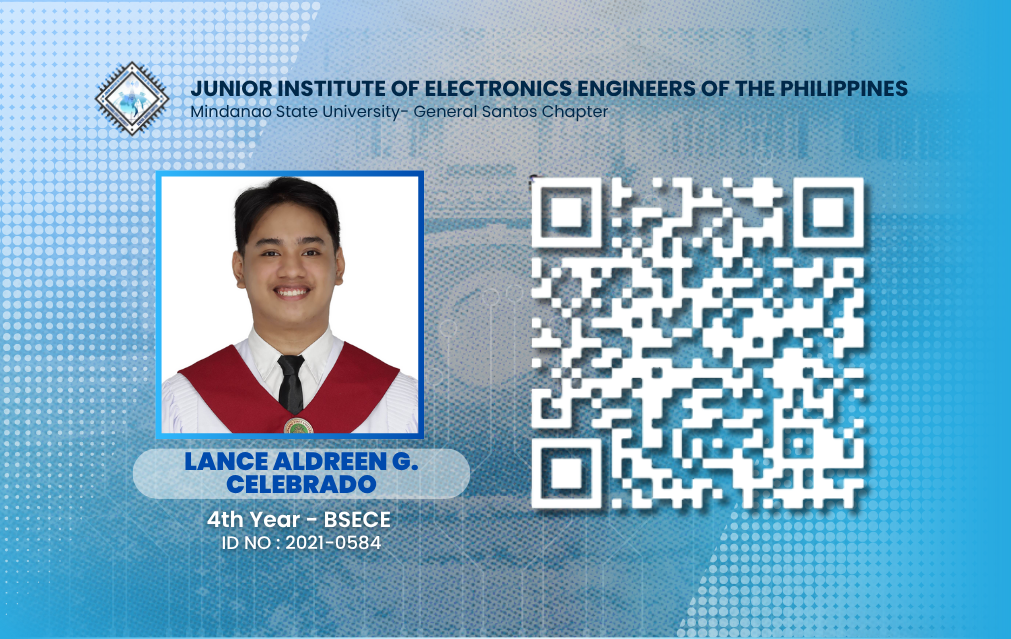 JUNIOR INSTITUTE OF ELECTRONICS ENGINEERS OF THE PHILIPPINES
Mindanao State University- General Santos Chapter
LANCE ALDREEN G.
CELEBRADO
4th Year - BSECE
ID NO : 2021-0584